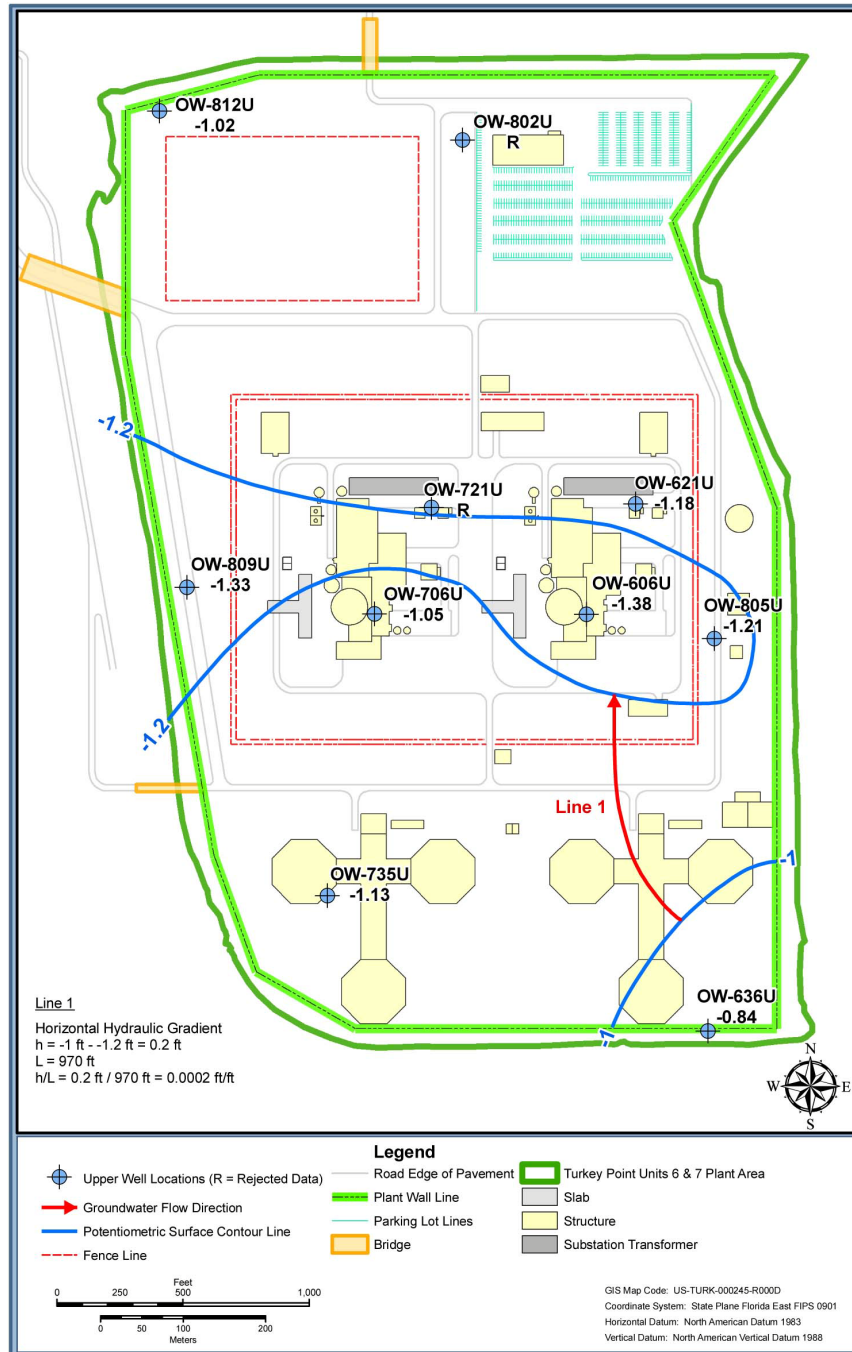 OW-812U
-1.02
OW-802U
R
-1.2
OW-721U
R
OW-621U
-1.18
OW-809U
-1.33
OW-706U
-1.05
OW-606U
-1.38
OW-805U
-1.21
-1.2
Line 1
-1
OW-735U
-1.13
OW-636U
-0.84
-1
Line 1
Horizontal Hydraulic Gradient
h = -1 ft - -1.2 ft = 0.2 ft
L = 970 ft
h/L = 0.2 ft / 970 ft = 0.0002 ft/ft
N
W E
S
Legend
Upper Well Locations (R = Rejected Data)
Groundwater Flow Direction
Potentiometric Surface Contour Line
Fence Line
Road Edge of Pavement
Plant Wall Line
Parking Lot Lines
Bridge
Turkey Point Units 6 & 7 Plant Area
Slab
Structure
Substation Transformer
Feet
0 250 500 1,000
0 50 100 200
Meters
GIS Map Code: US-TURK-000245-R000D
Coordinate System: State Plane Florida East FIPS 0901
Horizontal Datum: North American Datum 1983
Vertical Datum: North American Vertical Datum 1988